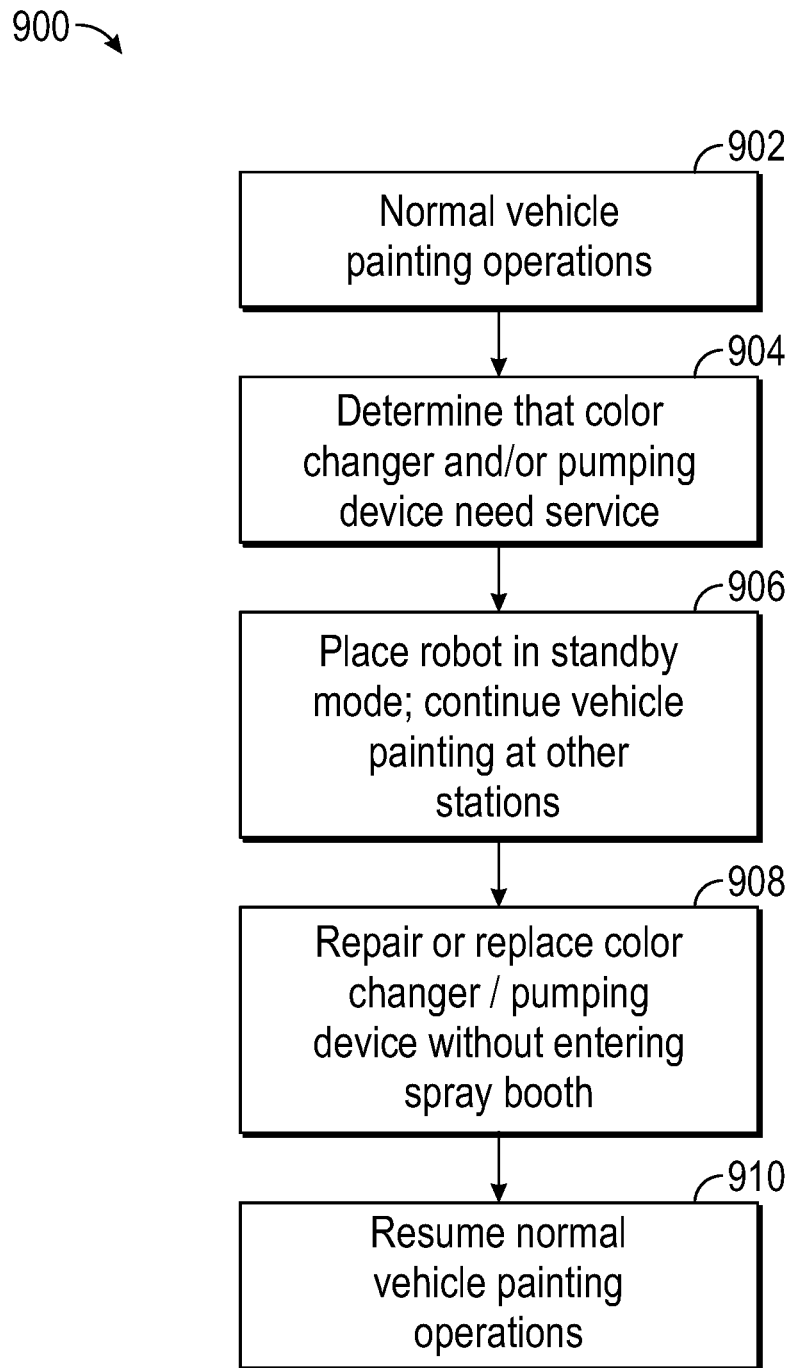 900
902
Normal vehicle
painting operations
904
Determine that color
changer and/or pumping
device need service
906
Place robot in standby
mode; continue vehicle
painting at other
stations
908
Repair or replace color
changer / pumping
device without entering
spray booth
910
Resume normal
vehicle painting
operations